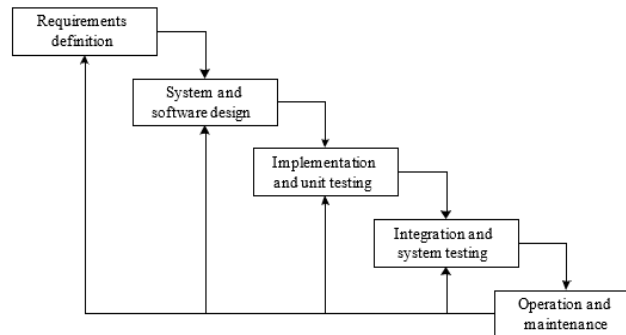 Requirements
definition
System and
software design
Implementation
and unit testing
Integration and
system testing
Operation and
maintenance